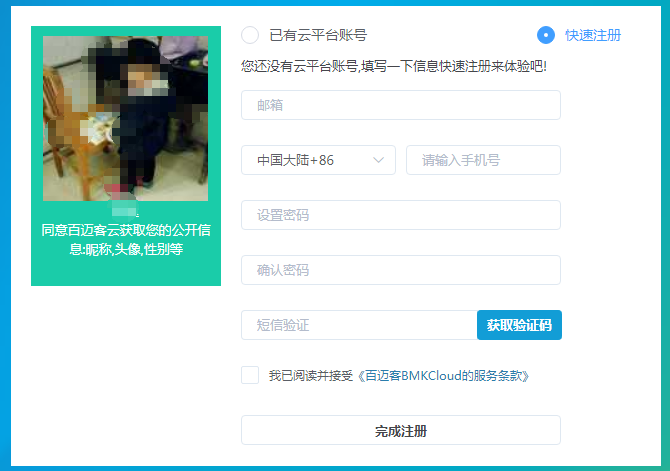 已有云平台账号
快速注册
您还没有云平台账号,填写一下信息快速注册来体验吧!
邮箱
中国大陆+86
请输入手机号
设置密码
确认密码
短信验证
获取验证码
我已阅读并接受《百迈客BMKCloud的服务条款》
完成注册
同意百迈客云获取您的公开信
息:昵称,头像,性别等